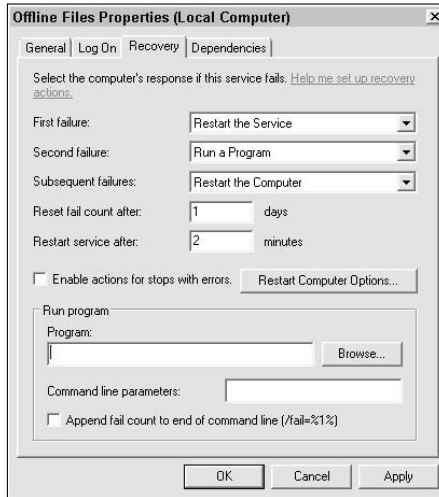 Offline Files Properties (Local Computer)
General Log On Recovery Dependencies
Select the computer's response if this service fails. Help me set up recovery
actions.
First failure: Restart the Service
Second failure: Run a Program
Subsequent failures: Restart the Computer
Reset fail count after: 1 days
Restart service after: 2 minutes
Enable actions for stops with errors. Restart Computer Options...
Run program
Program:
Browse...
Command line parameters:
Append fail count to end of command line (/fail=%1%)
OK Cancel Apply